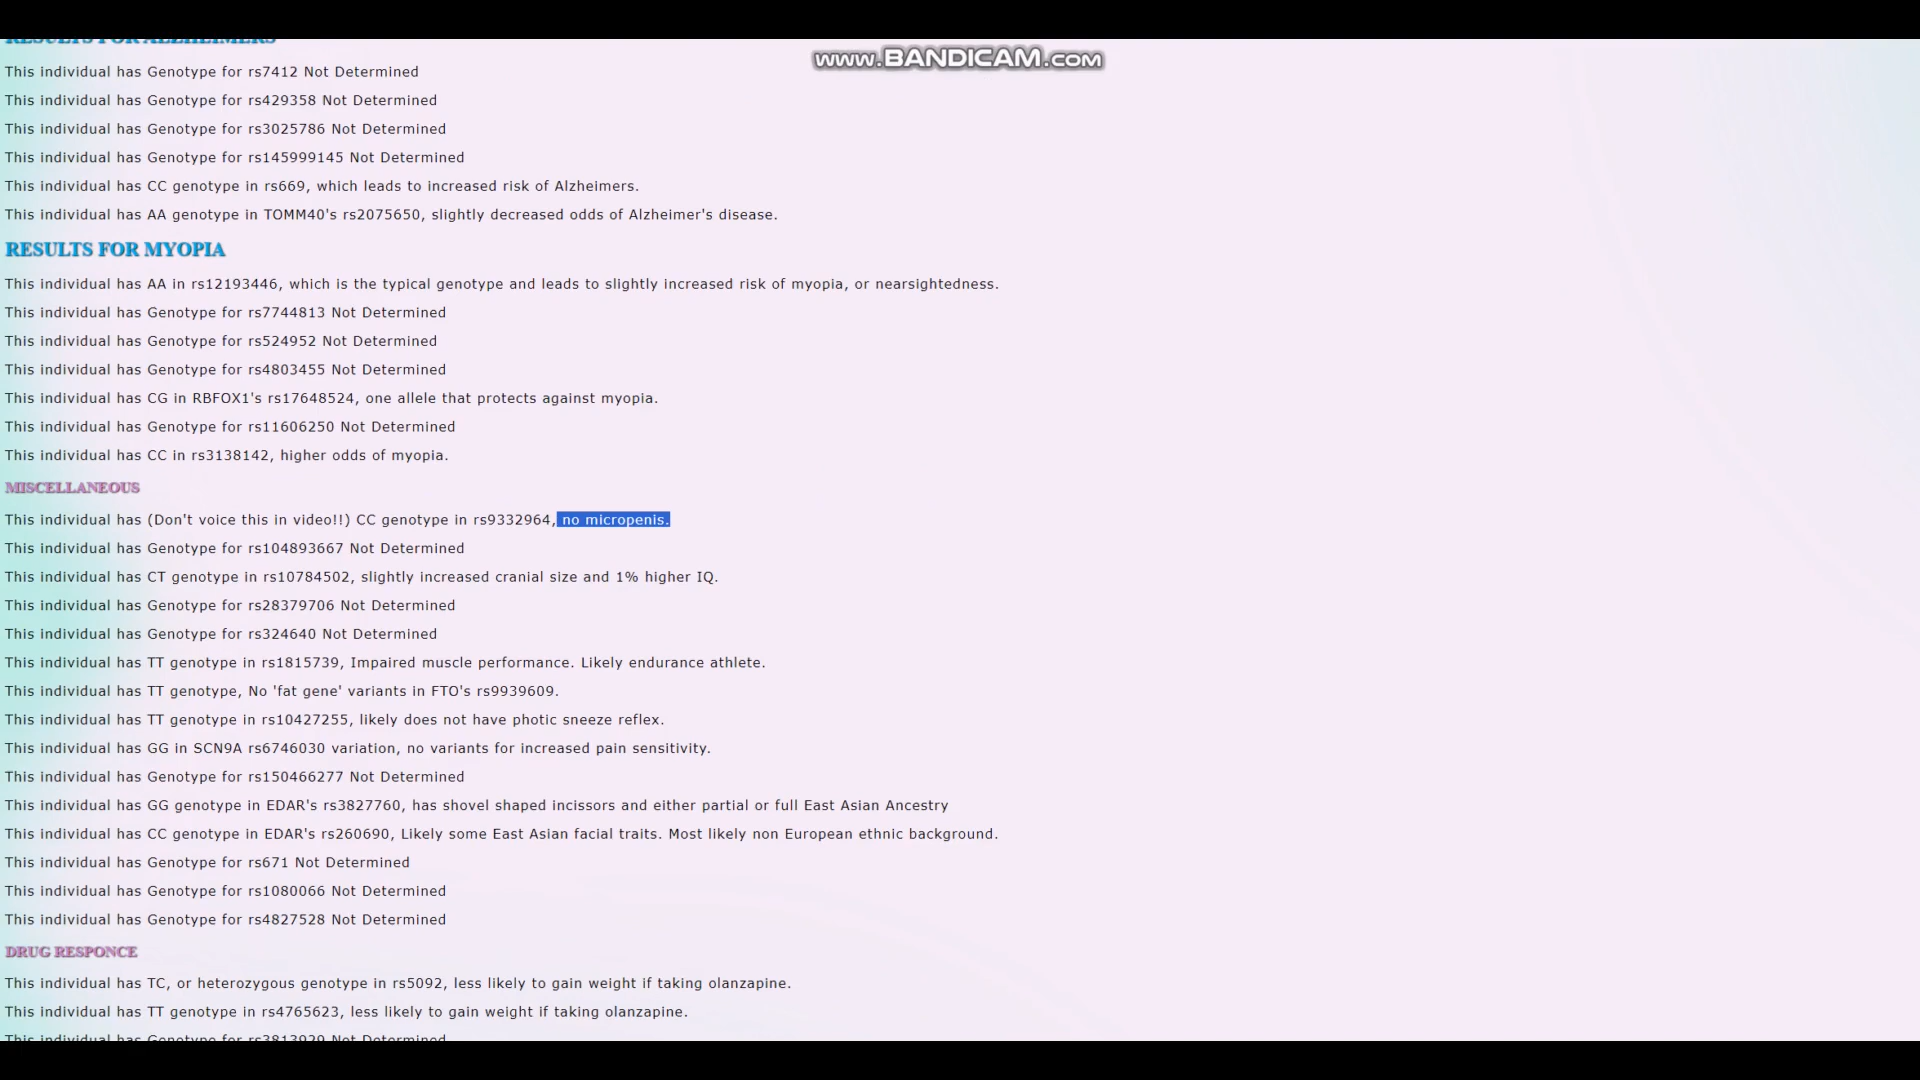 RESULTS FOR ALZHEIMERS
www.BANDICAM.com
This individual has Genotype for rs7412 Not Determined
This individual has Genotype for rs429358 Not Determined
This individual has Genotype for rs3025786 Not Determined
This individual has Genotype for rs145999145 Not Determined
This individual has CC genotype in rs669, which leads to increased risk of Alzheimers.
This individual has AA genotype in TOMM40's rs2075650, slightly decreased odds of Alzheimer's disease.
RESULTS FOR MYOPIA
This individual has AA in rs12193446, which is the typical genotype and leads to slightly increased risk of myopia, or nearsightedness.
This individual has Genotype for rs7744813 Not Determined
This individual has Genotype for rs524952 Not Determined
This individual has Genotype for rs4803455 Not Determined
This individual has CG in RBFOX1's rs17648524, one allele that protects against myopia.
This individual has Genotype for rs11606250 Not Determined
This individual has CC in rs3138142, higher odds of myopia.
MISCELLANEOUS
This individual has (Don't voice this in video!!) CC genotype in rs9332964, no micropenis.
This individual has Genotype for rs104893667 Not Determined
This individual has CT genotype in rs10784502, slightly increased cranial size and 1% higher IQ.
This individual has Genotype for rs28379706 Not Determined
This individual has Genotype for rs324640 Not Determined
This individual has TT genotype in rs1815739, Impaired muscle performance. Likely endurance athlete.
This individual has TT genotype, No 'fat gene' variants in FTO's rs9939609.
This individual has TT genotype in rs10427255, likely does not have photic sneeze reflex.
This individual has GG in SCN9A rs6746030 variation, no variants for increased pain sensitivity.
This individual has Genotype for rs150466277 Not Determined
This individual has GG genotype in EDAR's rs3827760, has shovel shaped incissors and either partial or full East Asian Ancestry
This individual has CC genotype in EDAR's rs260690, Likely some East Asian facial traits. Most likely non European ethnic background.
This individual has Genotype for rs671 Not Determined
This individual has Genotype for rs1080066 Not Determined
This individual has Genotype for rs4827528 Not Determined
DRUG RESPONCE
This individual has TC, or heterozygous genotype in rs5092, less likely to gain weight if taking olanzapine.
This individual has TT genotype in rs4765623, less likely to gain weight if taking olanzapine.
This individual has Genotype for rs3813929 Not Determined